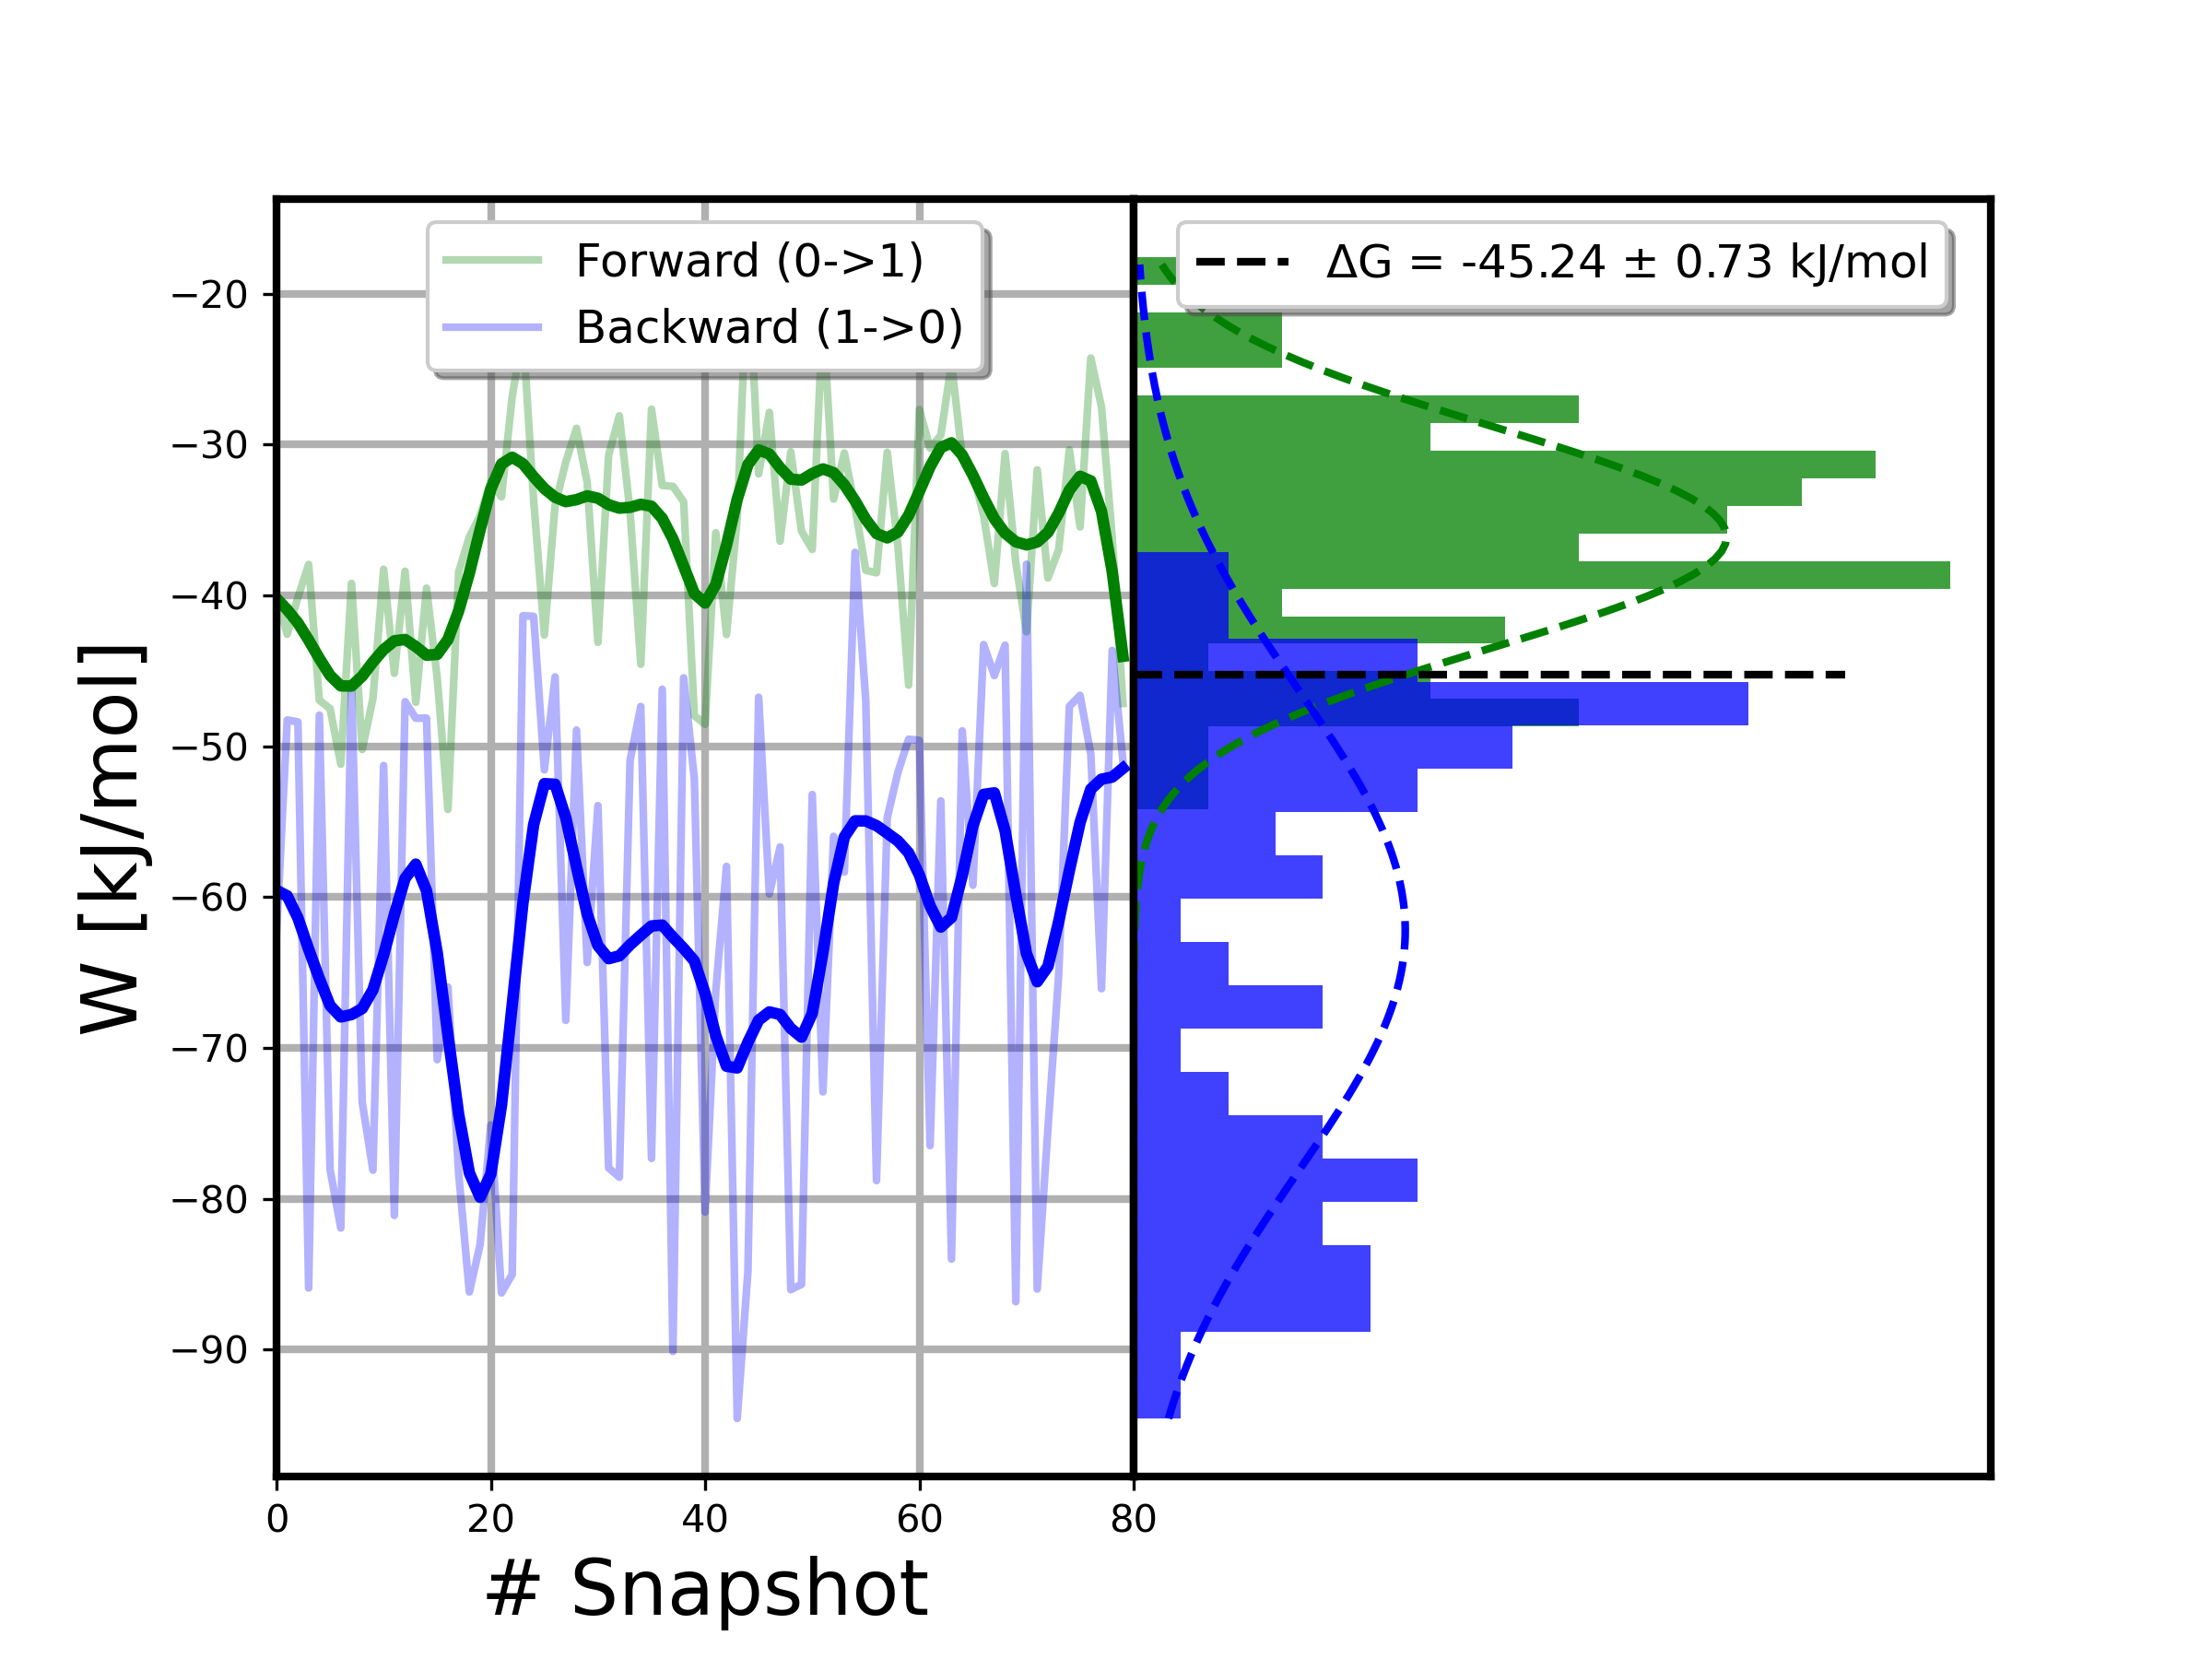 Forward (0->1)
Backward (1->0)
ΔG = -45.24 ± 0.73 kJ/mol
W [kJ/mol]
−20
−30
−40
−50
−60
−70
−80
−90
0 20 40 60 80
# Snapshot